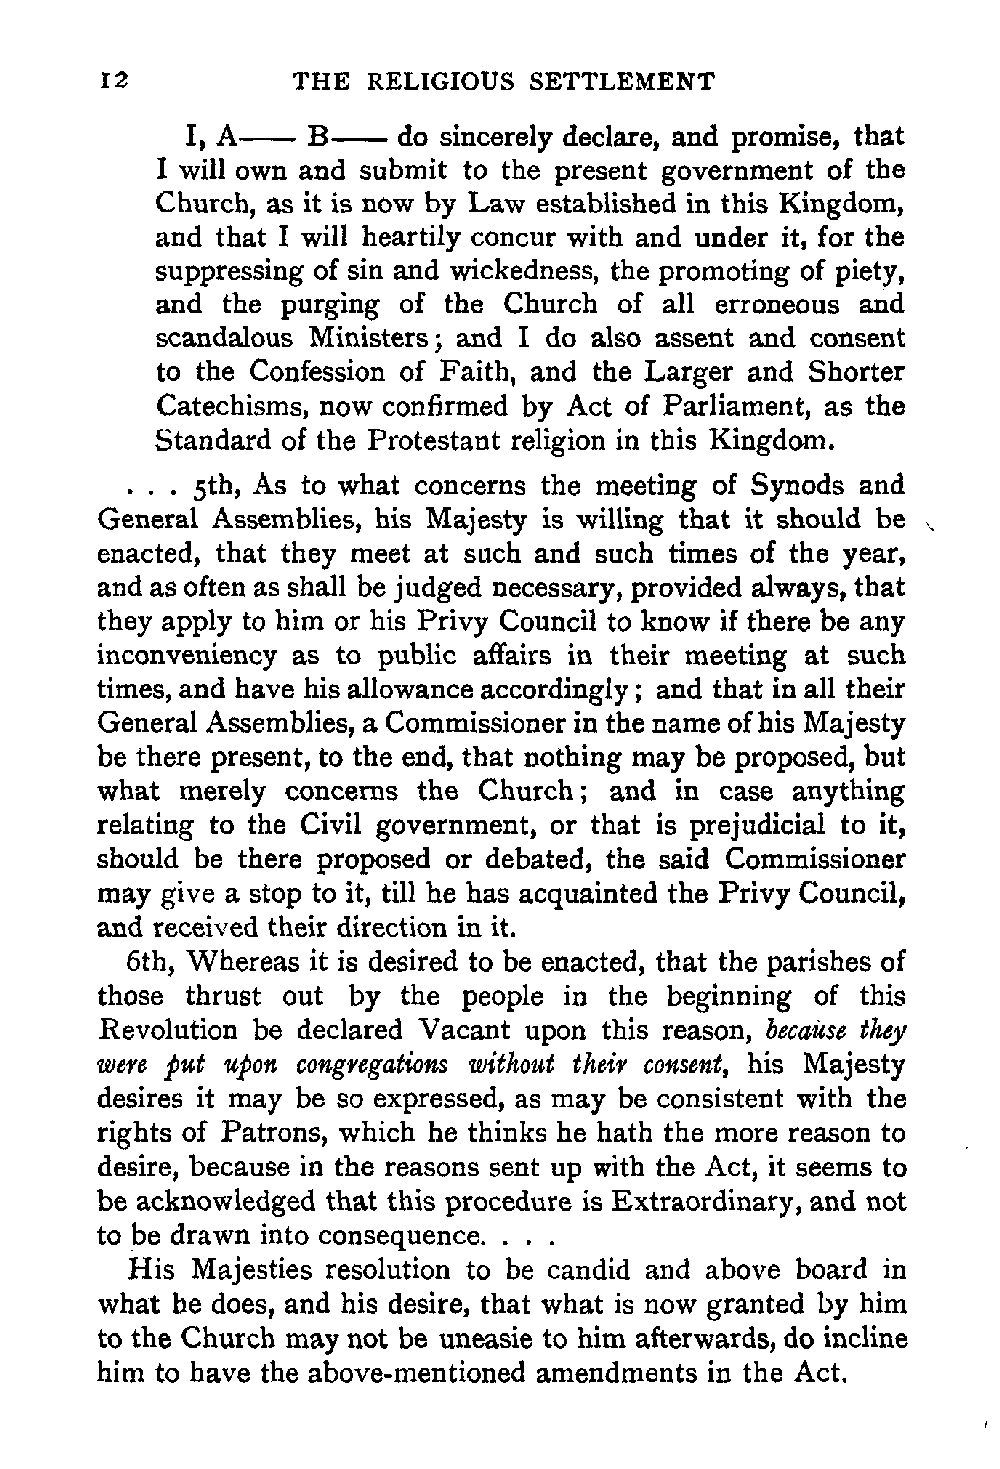 12 THE RELIGIOUS SETTLEMENT
I, A—— B—— do sincerely declare, and promise, that
I will own and submit to the present government of the
Church, as it is now by Law established in this Kingdom,
and that I will heartily concur with and under it, for the
suppressing of sin and wickedness, the promoting of piety,
and the purging of the Church of all erroneous and
scandalous Ministers; and I do also assent and consent
to the Confession of Faith, and the Larger and Shorter
Catechisms, now confirmed by Act of Parliament, as the
Standard of the Protestant religion in this Kingdom.
. . . 5th, As to what concerns the meeting of Synods and
General Assemblies, his Majesty is willing that it should be
enacted, that they meet at such and such times of the year,
and as often as shall be judged necessary, provided always, that
they apply to him or his Privy Council to know if there be any
inconveniency as to public affairs in their meeting at such
times, and have his allowance accordingly; and that in all their
General Assemblies, a Commissioner in the name of his Majesty
be there present, to the end, that nothing may be proposed, but
what merely concerns the Church; and in case anything
relating to the Civil government, or that is prejudicial to it,
should be there proposed or debated, the said Commissioner
may give a stop to it, till he has acquainted the Privy Council,
and received their direction in it.
6th, Whereas it is desired to be enacted, that the parishes of
those thrust out by the people in the beginning of this
Revolution be declared Vacant upon this reason, because they
were put upon congregations without their consent, his Majesty
desires it may be so expressed, as may be consistent with the
rights of Patrons, which he thinks he hath the more reason to
desire, because in the reasons sent up with the Act, it seems to
be acknowledged that this procedure is Extraordinary, and not
to be drawn into consequence. . . .
His Majesties resolution to be candid and above board in
what he does, and his desire, that what is now granted by him
to the Church may not be uneasie to him afterwards, do incline
him to have the above-mentioned amendments in the Act.